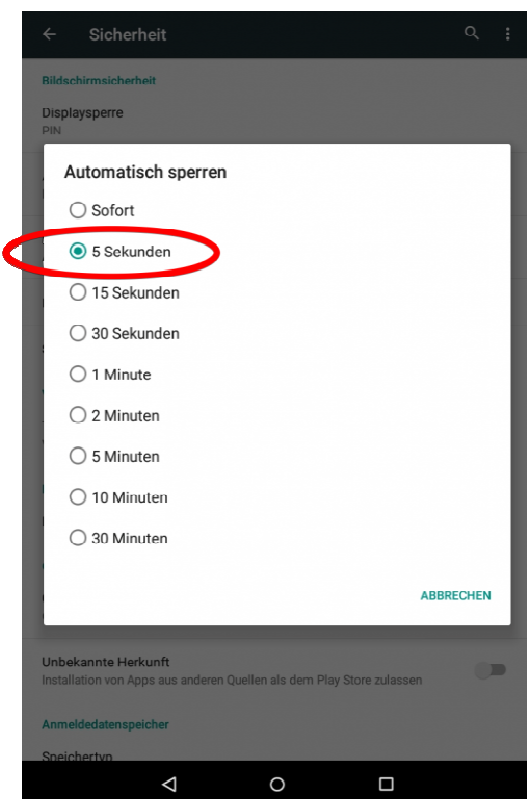 Sicherheit
Bildschirmsicherheit
Displaysperre
PIN
Automatisch sperren
Sofort
5 Sekunden
15 Sekunden
30 Sekunden
1 Minute
2 Minuten
5 Minuten
10 Minuten
30 Minuten
ABBRECHEN
Unbekannte Herkunft
Installation von Apps aus anderen Quellen als dem Play Store zulassen
Anmeldedatenspeicher
Speichertyp